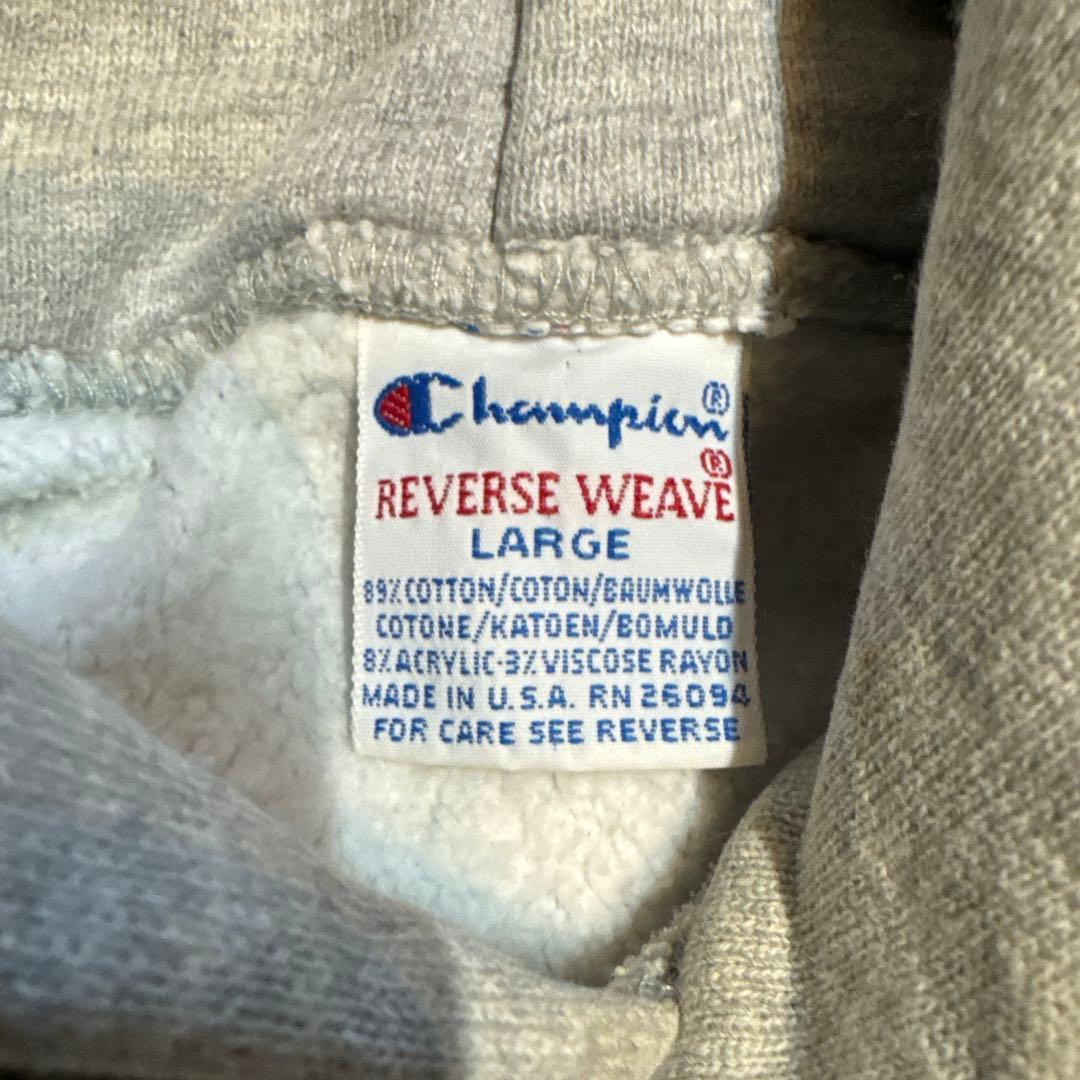 Champion®
REVERSE WEAVE®
LARGE
89% COTTON/COTON/BAUMWOLLE
COTONE/KATOEN/BOMULD
8% ACRYLIC-3% VISCOSE RAYON
MADE IN U.S.A. RN 26094
FOR CARE SEE REVERSE